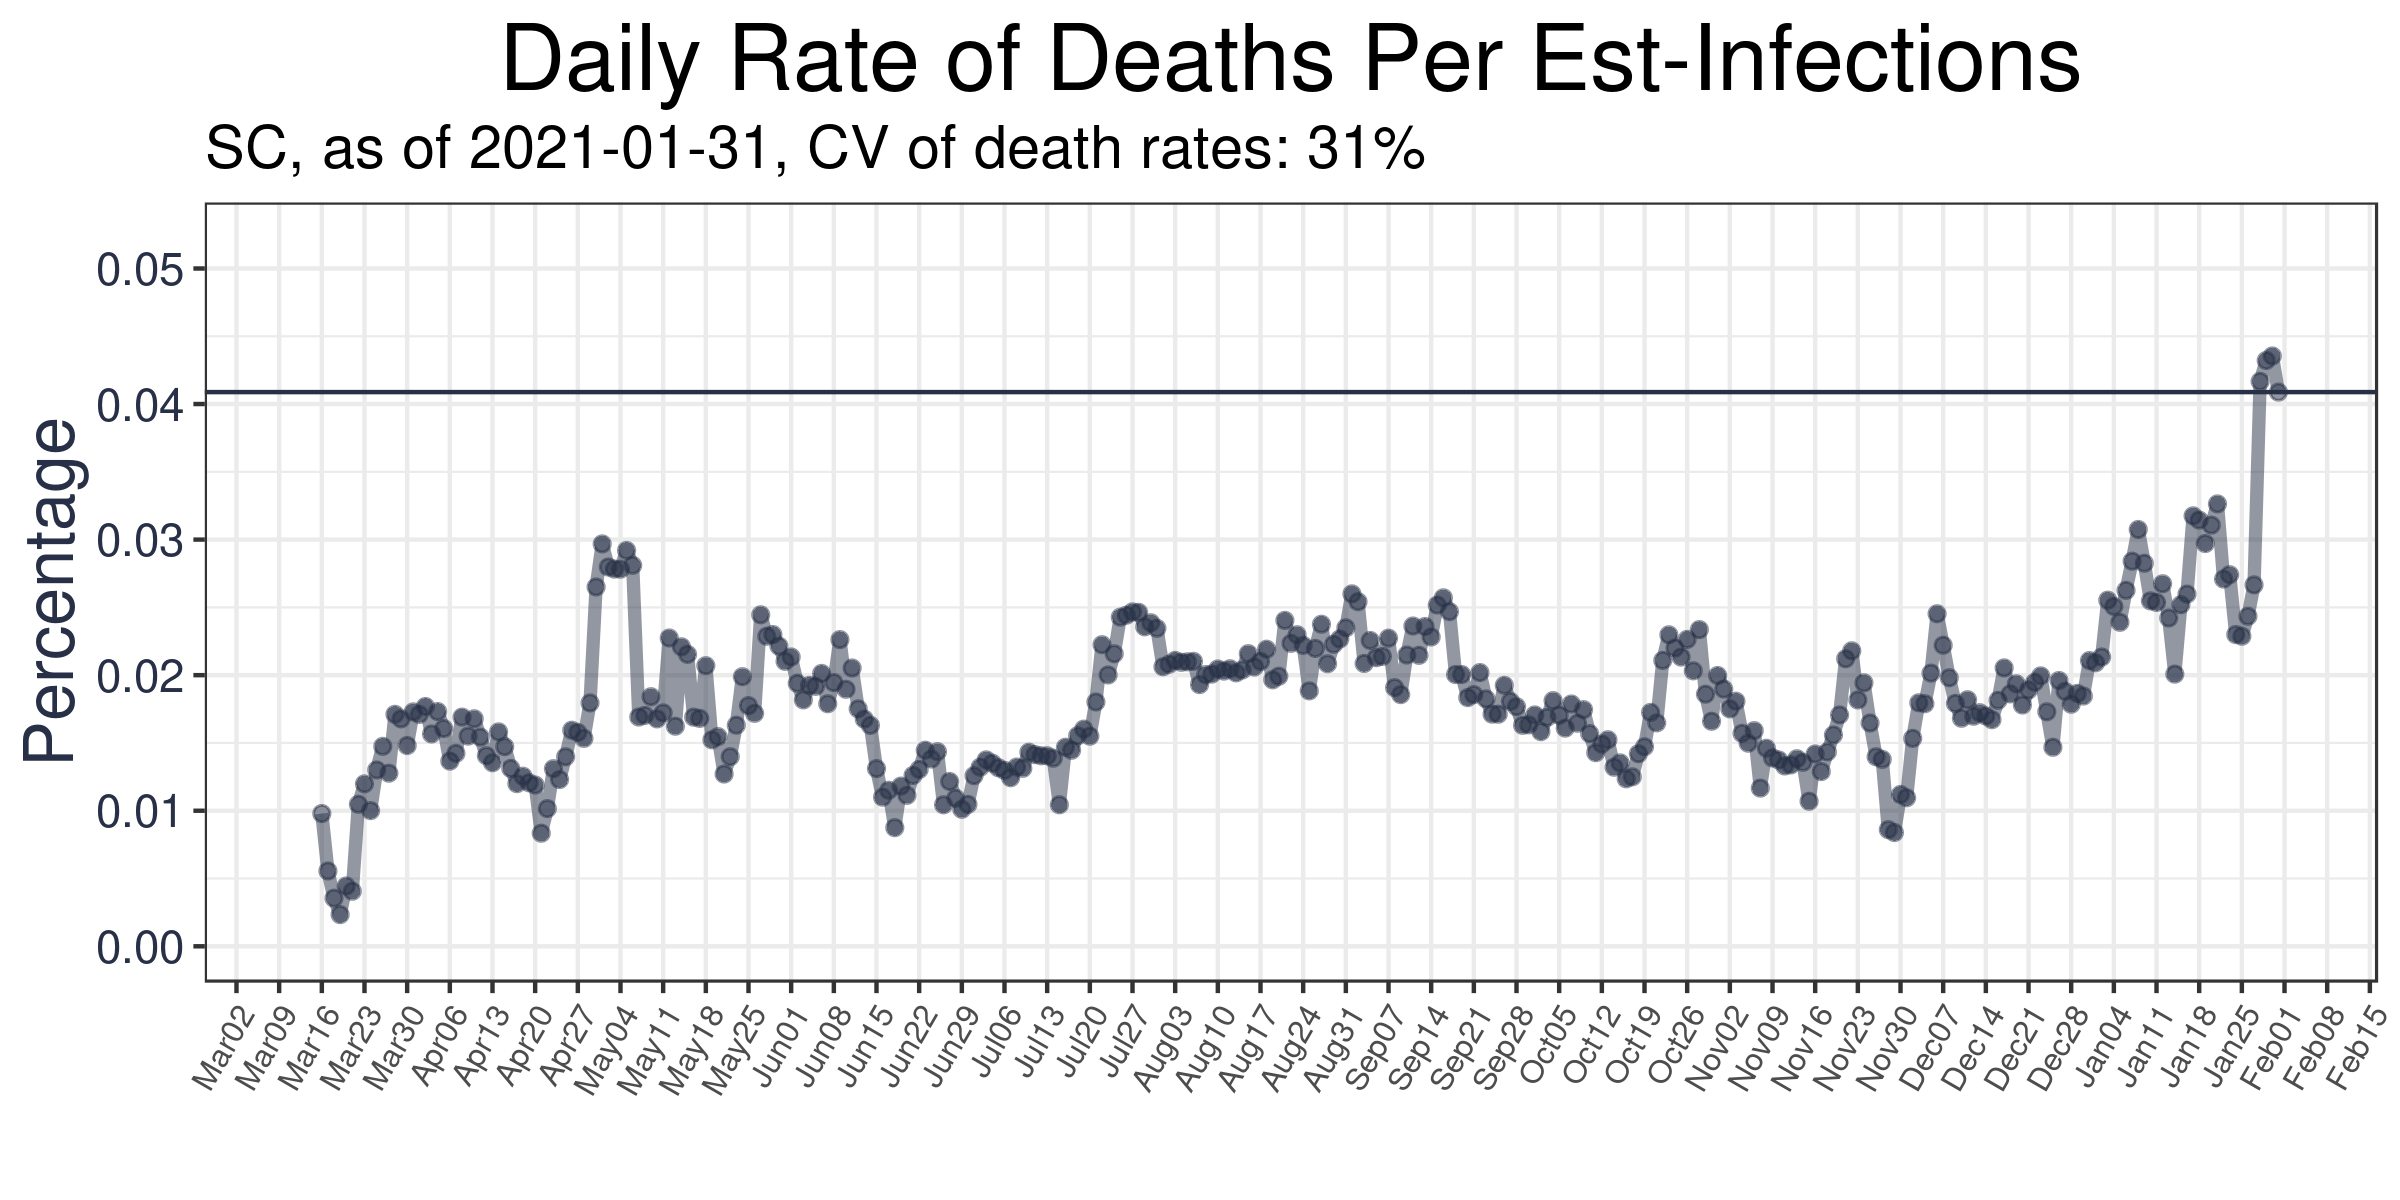 Daily Rate of Deaths Per Est-Infections
SC, as of 2021-01-31, CV of death rates: 31%
Percentage
0.05
0.04
0.03
0.02
0.01
0.00
Mar02
Mar09
Mar16
Mar23
Mar30
Apr06
Apr13
Apr20
Apr27
May04
May11
May18
May25
Jun01
Jun08
Jun15
Jun22
Jun29
Jul06
Jul13
Jul20
Jul27
Aug03
Aug10
Aug17
Aug24
Aug31
Sep07
Sep14
Sep21
Sep28
Oct05
Oct12
Oct19
Oct26
Nov02
Nov09
Nov16
Nov23
Nov30
Dec07
Dec14
Dec21
Dec28
Jan04
Jan11
Jan18
Jan25
Feb01
Feb08
Feb15